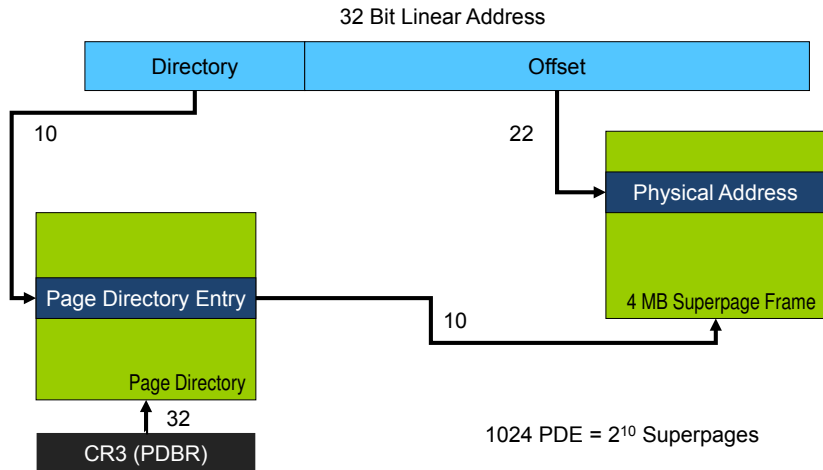 32 Bit Linear Address
Directory
Offset
10
22
Physical Address
Page Directory Entry
4 MB Superpage Frame
10
Page Directory
32
1024 PDE = 2¹⁰ Superpages
CR3 (PDBR)